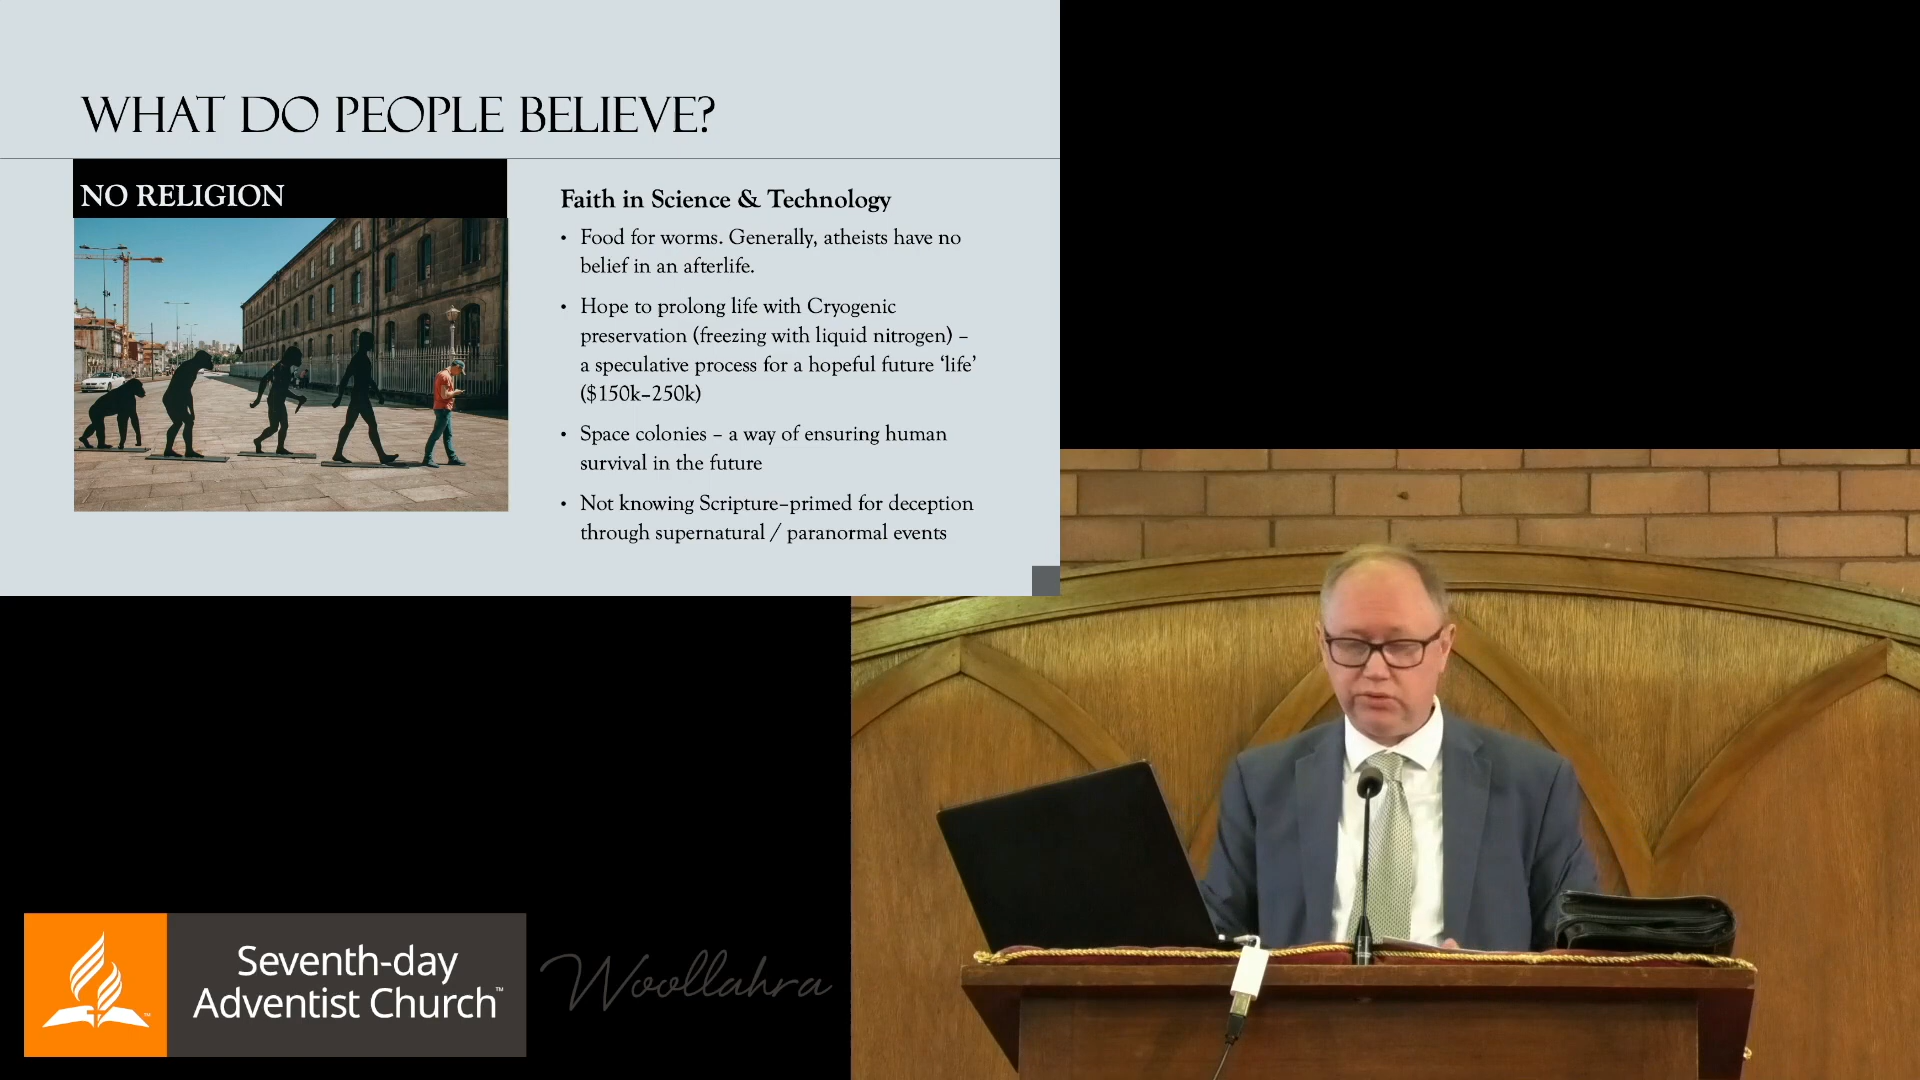 WHAT DO PEOPLE BELIEVE?
NO RELIGION
Faith in Science & Technology
• Food for worms. Generally, atheists have no
belief in an afterlife.
• Hope to prolong life with Cryogenic
preservation (freezing with liquid nitrogen) –
a speculative process for a hopeful future ‘life’
($150k–250k)
• Space colonies – a way of ensuring human
survival in the future
• Not knowing Scripture–primed for deception
through supernatural / paranormal events
Seventh-day
Adventist Church™
Woollahra